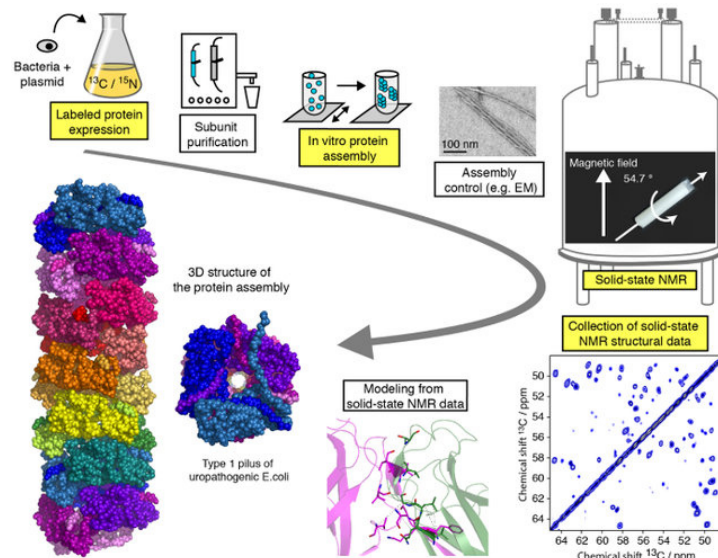 Bacteria +
plasmid
13C / 15N
Labeled protein
expression
Subunit
purification
In vitro protein
assembly
100 nm
Assembly
control (e.g. EM)
Magnetic field
54.7 °
Solid-state NMR
Collection of solid-state
NMR structural data
3D structure of
the protein assembly
Type 1 pilus of
uropathogenic E.coli
Modeling from
solid-state NMR data
Chemical shift 13C / ppm
50
52
54
56
58
60
62
64
64 62 60 58 56 54 52 50
Chemical shift 13C / ppm